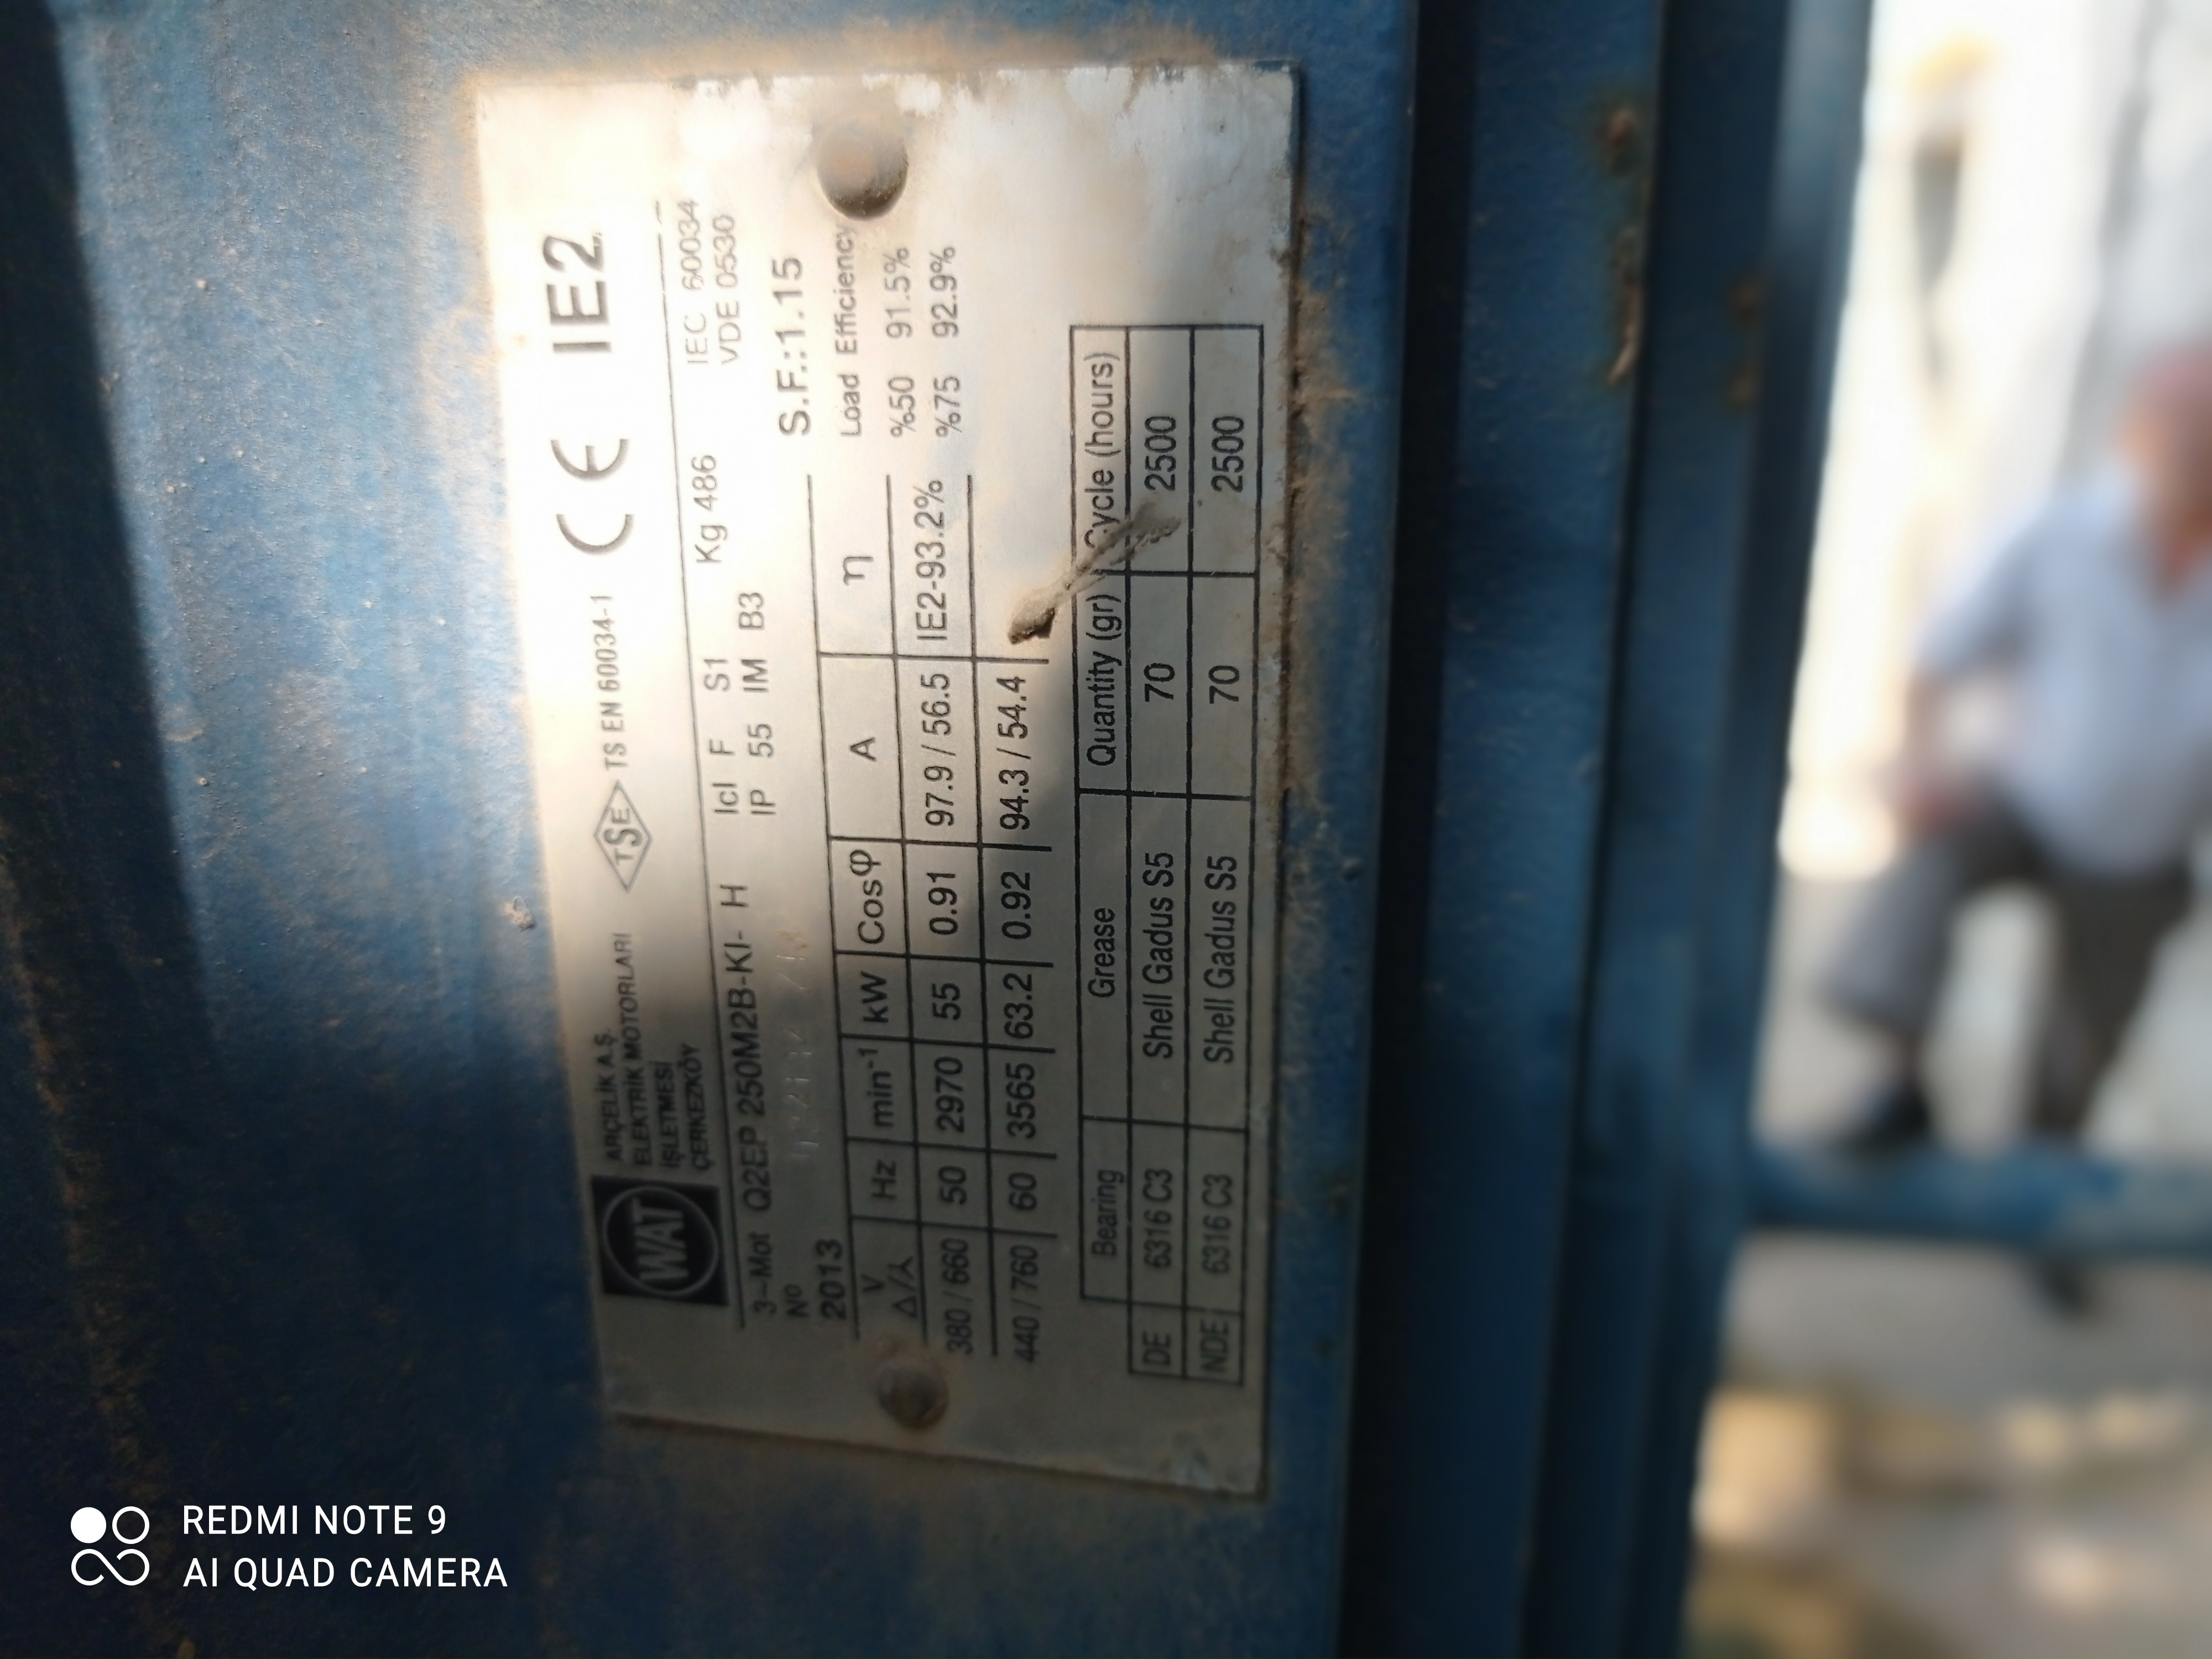 WAT
ARÇELİK A.Ş.
ELEKTRİK MOTORLARI
İŞLETMESİ
ÇERKEZKÖY
TSE TS EN 60034-1 CE IE2
3~Mot Q2EP 250M2B-KI- H Icl F S1 Kg 486 IEC 60034
Nº IP 55 IM B3 VDE 0530
2013 S.F.:1.15
V Δ/⅄ Hz min-1 kW Cosφ A η Load Efficiency
380 / 660 50 2970 55 0.91 97.9 / 56.5 IE2-93.2% %50 91.5%
%75 92.9%
440 / 760 60 3565 63.2 0.92 94.3 / 54.4
Bearing Grease Quantity (gr) Cycle (hours)
DE 6316 C3 Shell Gadus S5 70 2500
NDE 6316 C3 Shell Gadus S5 70 2500
REDMI NOTE 9
AI QUAD CAMERA